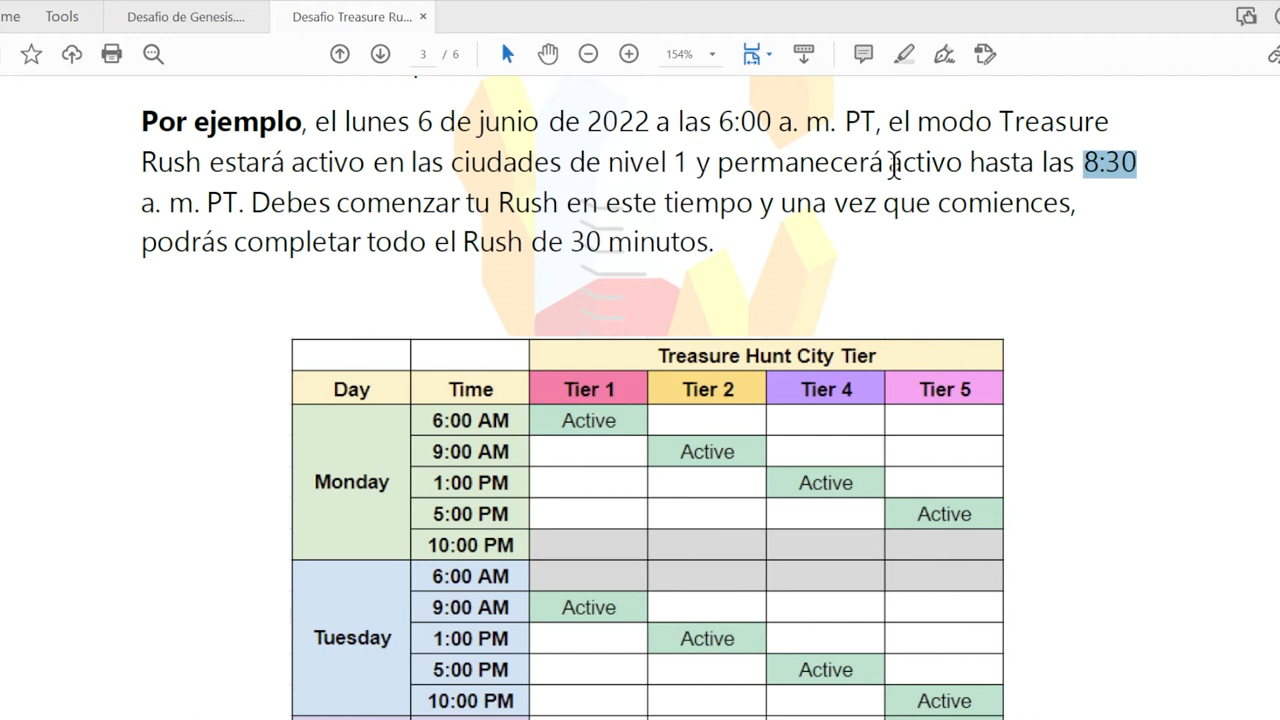 me Tools Desafio de Genesis.... Desafio Treasure Ru... ×
3 / 6 154%
Por ejemplo, el lunes 6 de junio de 2022 a las 6:00 a. m. PT, el modo Treasure
Rush estará activo en las ciudades de nivel 1 y permanecerá activo hasta las 8:30
a. m. PT. Debes comenzar tu Rush en este tiempo y una vez que comiences,
podrás completar todo el Rush de 30 minutos.
Treasure Hunt City Tier
Day Time Tier 1 Tier 2 Tier 4 Tier 5
6:00 AM Active
9:00 AM Active
Monday 1:00 PM Active
5:00 PM Active
10:00 PM
6:00 AM
9:00 AM Active
Tuesday 1:00 PM Active
5:00 PM Active
10:00 PM Active